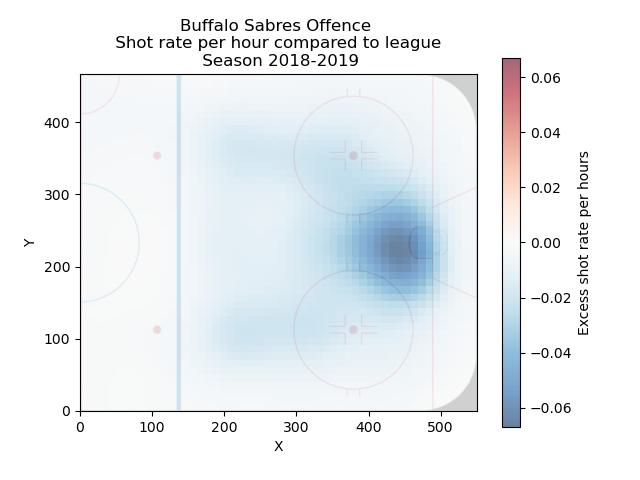 Buffalo Sabres Offence
Shot rate per hour compared to league
Season 2018-2019
400
300
200
100
0
Y
0 100 200 300 400 500
X
0.06
0.04
0.02
0.00
−0.02
−0.04
−0.06
Excess shot rate per hours